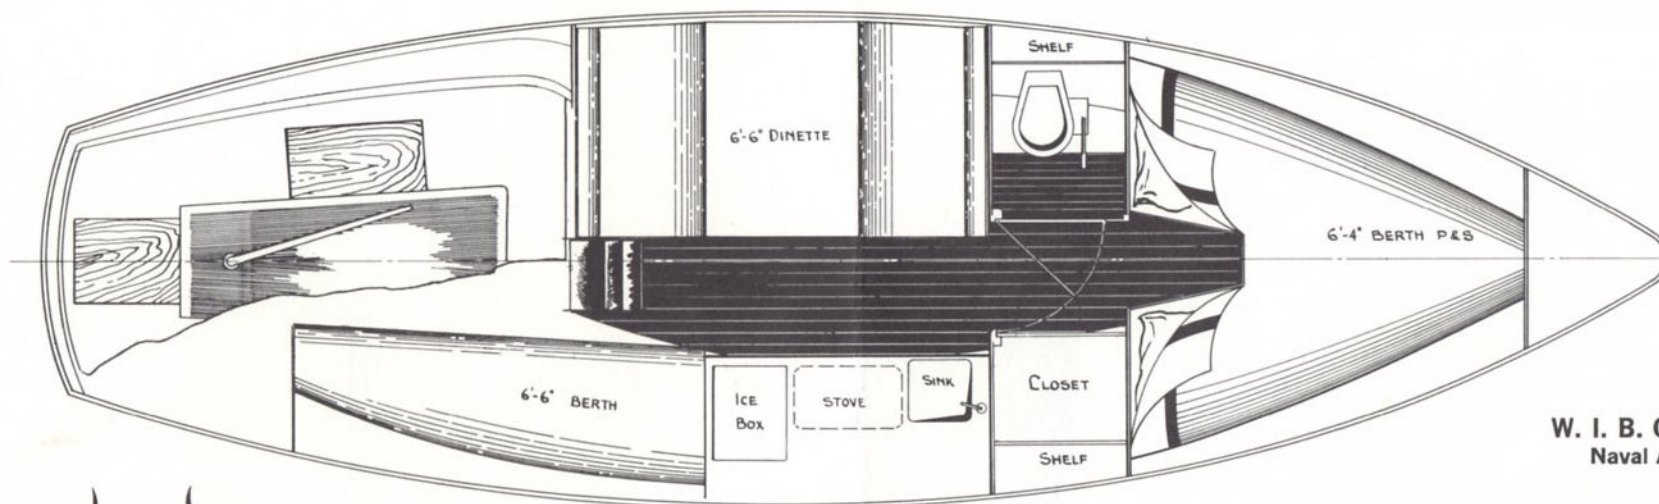 SHELF
6'-6" DINETTE
6'-4" BERTH P & S
6'-6" BERTH
ICE
BOX
STOVE
SINK
CLOSET
SHELF
W. I. B.
Naval